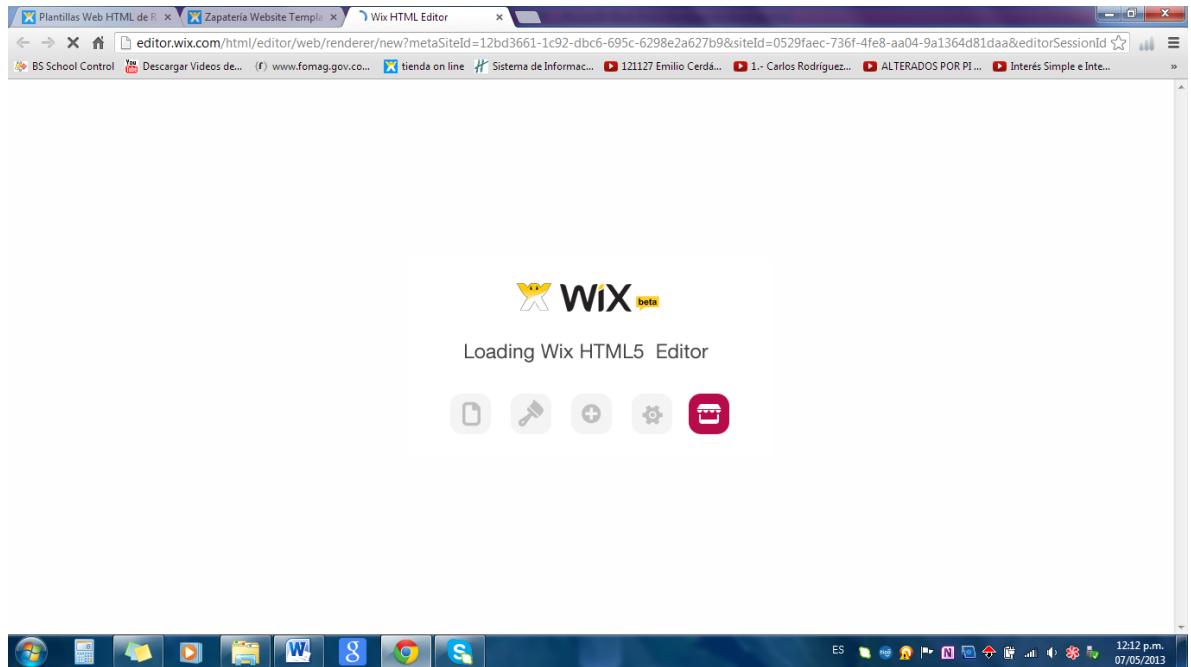 Plantillas Web HTML de R
Zapatería Website Templa
Wix HTML Editor
editor.wix.com/html/editor/web/renderer/new?metaSiteId=12bd3661-1c92-dbc6-695c-6298e2a627b9&siteId=0529faec-736f-4fe8-aa04-9a1364d81daa&editorSessionId
BS School Control
You Tube
Descargar Videos de...
(f) www.fomag.gov.co...
tienda on line
Sistema de Informac...
121127 Emilio Cerdá...
1.- Carlos Rodríguez...
ALTERADOS POR PI ...
Interés Simple e Inte...
»
WiX beta
Loading Wix HTML5 Editor
W
8
S
ES
N
12:12 p.m.
07/05/2013